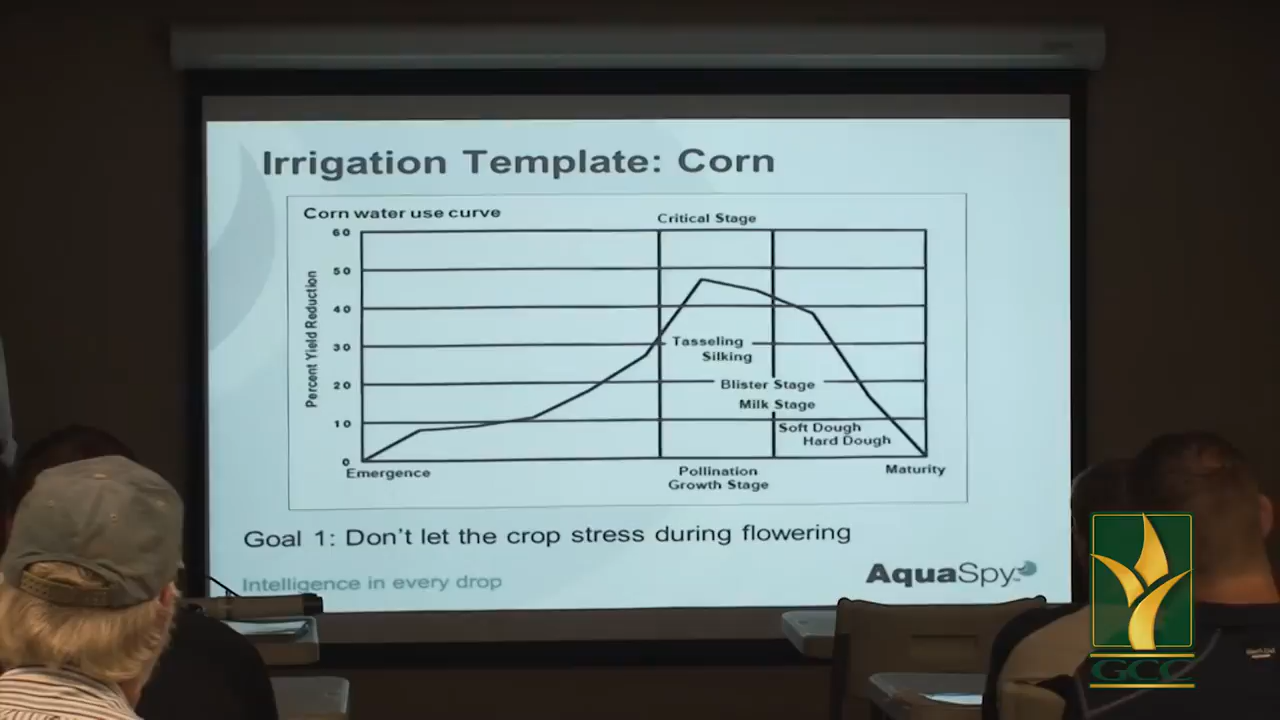 Irrigation Template: Corn
Corn water use curve
Critical Stage
60
50
40
30
20
10
0
Percent Yield Reduction
Tasseling
Silking
Blister Stage
Milk Stage
Soft Dough
Hard Dough
Emergence
Pollination
Growth Stage
Maturity
Goal 1: Don't let the crop stress during flowering
Intelligence in every drop
AquaSpy
GCC